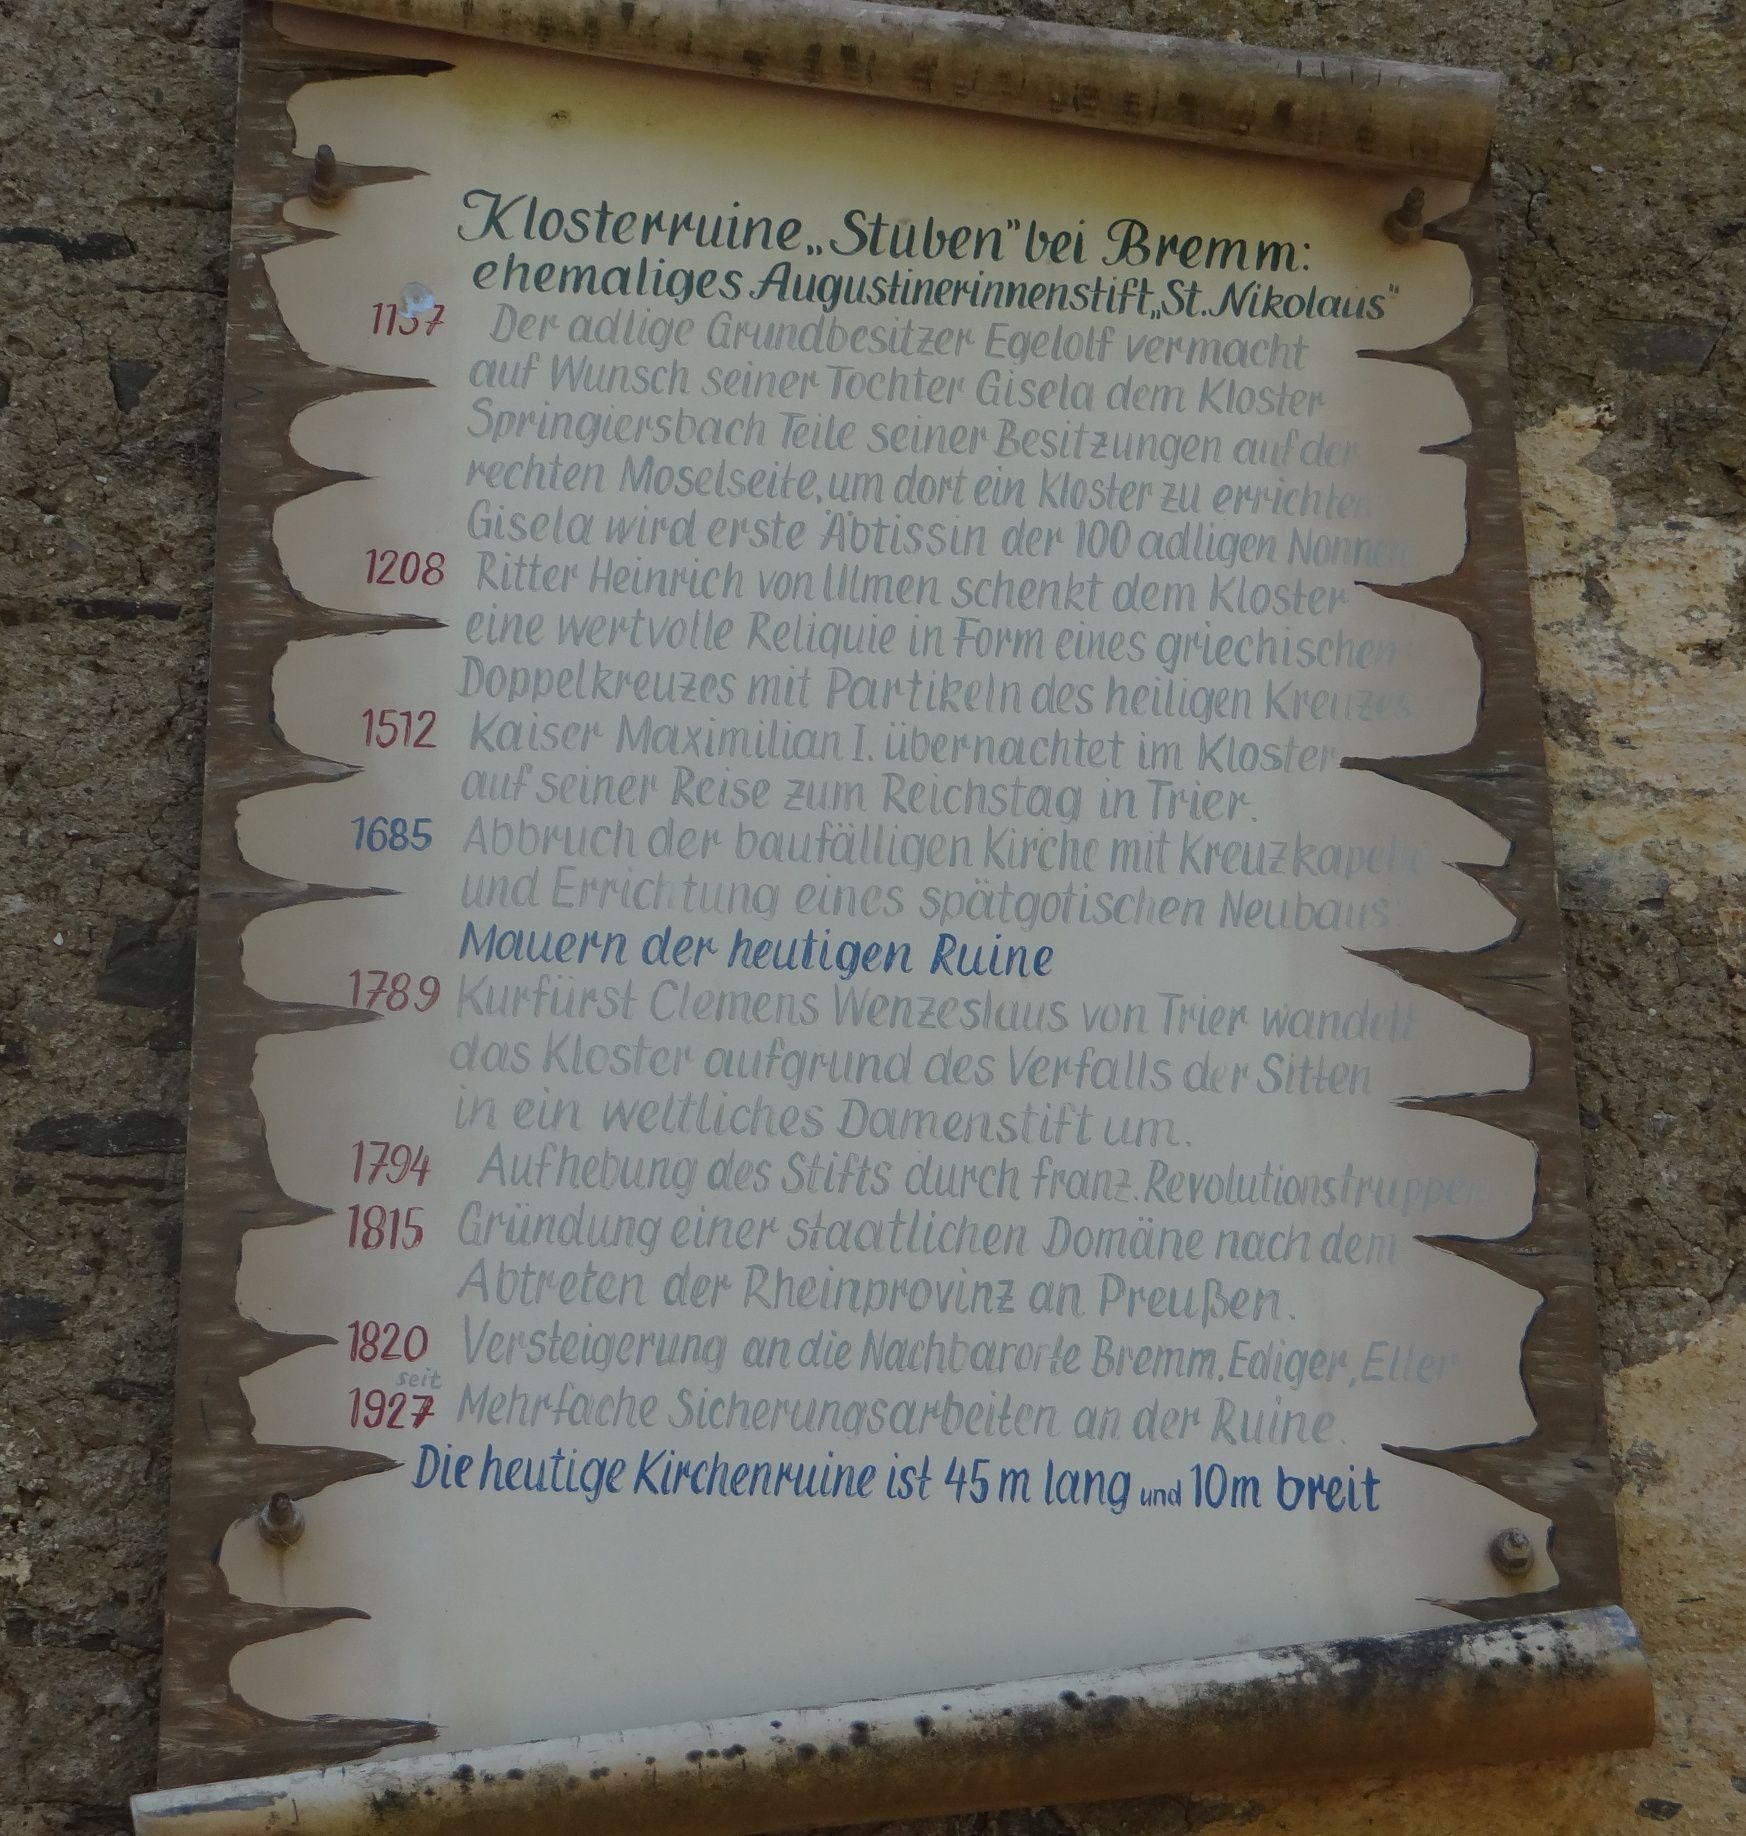 Klosterruine „Stuben" bei Bremm:
ehemaliges Augustinerinnenstift „St. Nikolaus"
1137 Der adlige Grundbesitzer Egelolf vermacht
auf Wunsch seiner Tochter Gisela dem Kloster
Springiersbach Teile seiner Besitzungen auf der
rechten Moselseite, um dort ein Kloster zu errichten.
Gisela wird erste Äbtissin der 100 adligen Nonnen.
1208 Ritter Heinrich von Ulmen schenkt dem Kloster
eine wertvolle Reliquie in Form eines griechischen
Doppelkreuzes mit Partikeln des heiligen Kreuzes.
1512 Kaiser Maximilian I. übernachtet im Kloster
auf seiner Reise zum Reichstag in Trier.
1685 Abbruch der baufälligen Kirche mit Kreuzkapelle
und Errichtung eines spätgotischen Neubaus:
Mauern der heutigen Ruine
1789 Kurfürst Clemens Wenzeslaus von Trier wandelt
das Kloster aufgrund des Verfalls der Sitten
in ein weltliches Damenstift um.
1794 Aufhebung des Stifts durch franz. Revolutionstruppen
1815 Gründung einer staatlichen Domäne nach dem
Abtreten der Rheinprovinz an Preußen.
1820 Versteigerung an die Nachbarorte Bremm, Ediger, Eller
seit
1927 Mehrfache Sicherungsarbeiten an der Ruine.
Die heutige Kirchenruine ist 45 m lang und 10 m breit